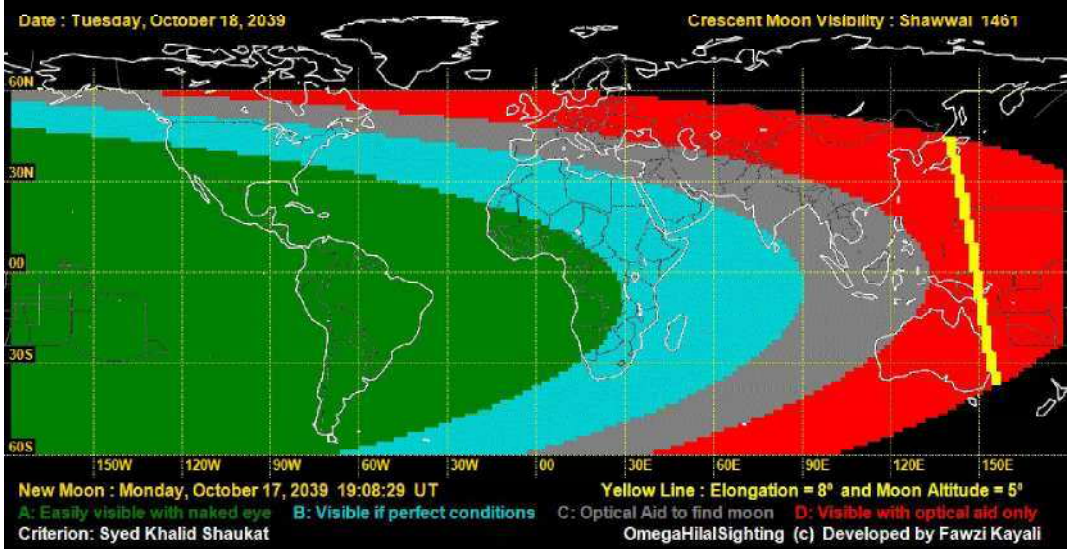 Date : Tuesday, October 18, 2039
Crescent Moon Visibility : Shawwal 1461
60N
30N
00
30S
60S
150W 120W 90W 60W 30W 00 30E 60E 90E 120E 150E
New Moon : Monday, October 17, 2039 19:08:29 UT
Yellow Line : Elongation = 8º and Moon Altitude = 5º
A: Easily visible with naked eye B: Visible if perfect conditions C: Optical Aid to find moon D: Visible with optical aid only
Criterion: Syed Khalid Shaukat
OmegaHilalSighting (c) Developed by Fawzi Kayali